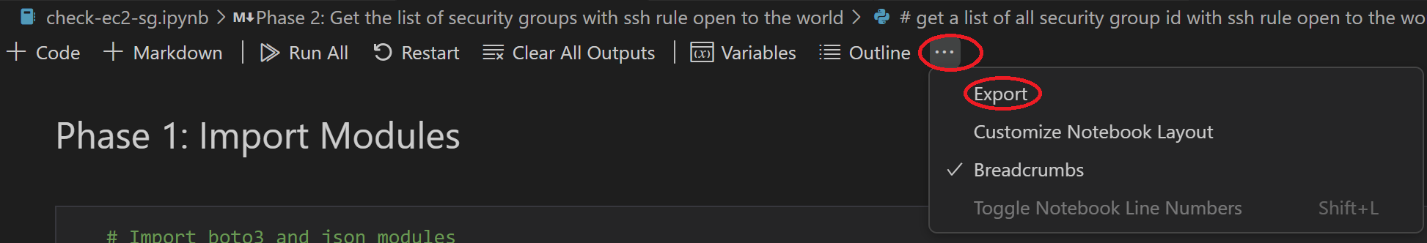 check-ec2-sg.ipynb > M↓Phase 2: Get the list of security groups with ssh rule open to the world > # get a list of all security group id with ssh rule open to the wo
+ Code + Markdown | Run All Restart Clear All Outputs | Variables Outline ...
Export
Customize Notebook Layout
✓ Breadcrumbs
Toggle Notebook Line Numbers Shift+L
Phase 1: Import Modules
# Import boto3 and json modules